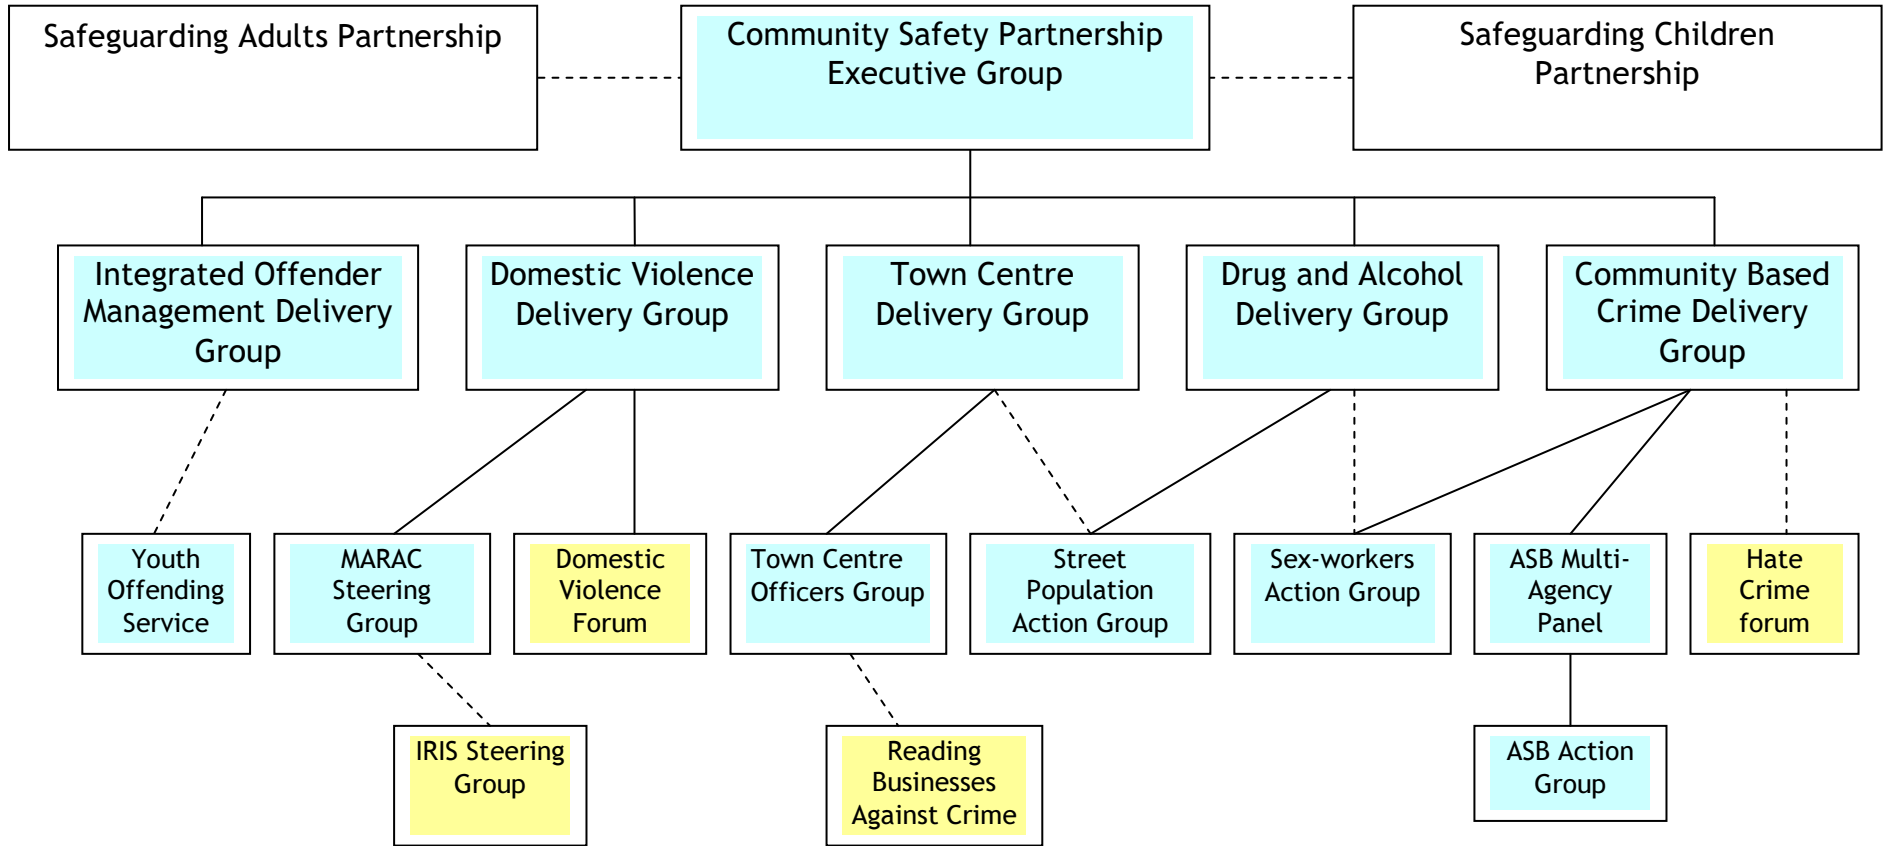 Safeguarding Adults Partnership
Community Safety Partnership
Executive Group
Safeguarding Children
Partnership
Integrated Offender
Management Delivery
Group
Domestic Violence
Delivery Group
Town Centre
Delivery Group
Drug and Alcohol
Delivery Group
Community Based
Crime Delivery
Group
Youth
Offending
Service
MARAC
Steering
Group
Domestic
Violence
Forum
Town Centre
Officers Group
Street
Population
Action Group
Sex-workers
Action Group
ASB Multi-
Agency
Panel
Hate
Crime
forum
IRIS Steering
Group
Reading
Businesses
Against Crime
ASB Action
Group